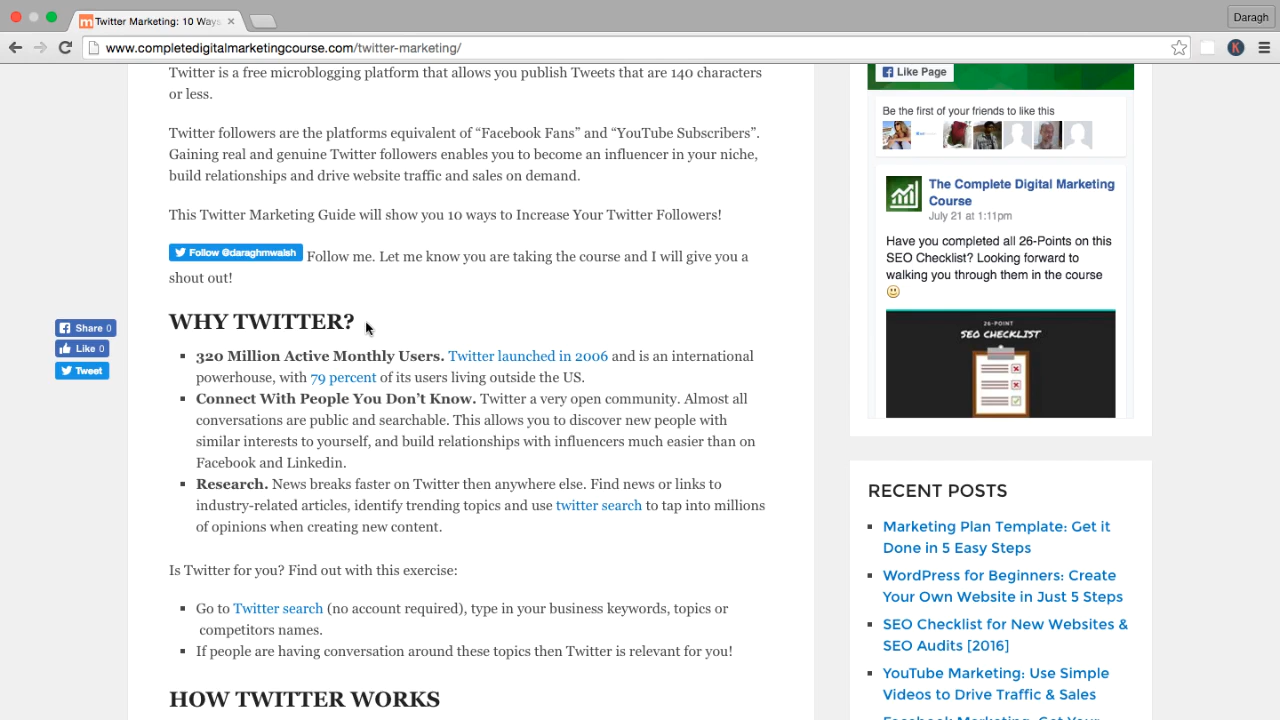 Twitter Marketing: 10 Ways
Daragh
www.completedigitalmarketingcourse.com/twitter-marketing/
Twitter is a free microblogging platform that allows you publish Tweets that are 140 characters
or less.
Twitter followers are the platforms equivalent of “Facebook Fans” and “YouTube Subscribers”.
Gaining real and genuine Twitter followers enables you to become an influencer in your niche,
build relationships and drive website traffic and sales on demand.
This Twitter Marketing Guide will show you 10 ways to Increase Your Twitter Followers!
Follow @daraghmwalsh Follow me. Let me know you are taking the course and I will give you a
shout out!
Share 0
Like 0
Tweet
WHY TWITTER?
320 Million Active Monthly Users. Twitter launched in 2006 and is an international
powerhouse, with 79 percent of its users living outside the US.
Connect With People You Don’t Know. Twitter a very open community. Almost all
conversations are public and searchable. This allows you to discover new people with
similar interests to yourself, and build relationships with influencers much easier than on
Facebook and Linkedin.
Research. News breaks faster on Twitter then anywhere else. Find news or links to
industry-related articles, identify trending topics and use twitter search to tap into millions
of opinions when creating new content.
Is Twitter for you? Find out with this exercise:
Go to Twitter search (no account required), type in your business keywords, topics or
competitors names.
If people are having conversation around these topics then Twitter is relevant for you!
HOW TWITTER WORKS
Like Page
Be the first of your friends to like this
The Complete Digital Marketing
Course
July 21 at 1:11pm
Have you completed all 26-Points on this
SEO Checklist? Looking forward to
walking you through them in the course
26-POINT
SEO CHECKLIST
RECENT POSTS
Marketing Plan Template: Get it
Done in 5 Easy Steps
WordPress for Beginners: Create
Your Own Website in Just 5 Steps
SEO Checklist for New Websites &
SEO Audits [2016]
YouTube Marketing: Use Simple
Videos to Drive Traffic & Sales
Facebook Marketing: Get Your